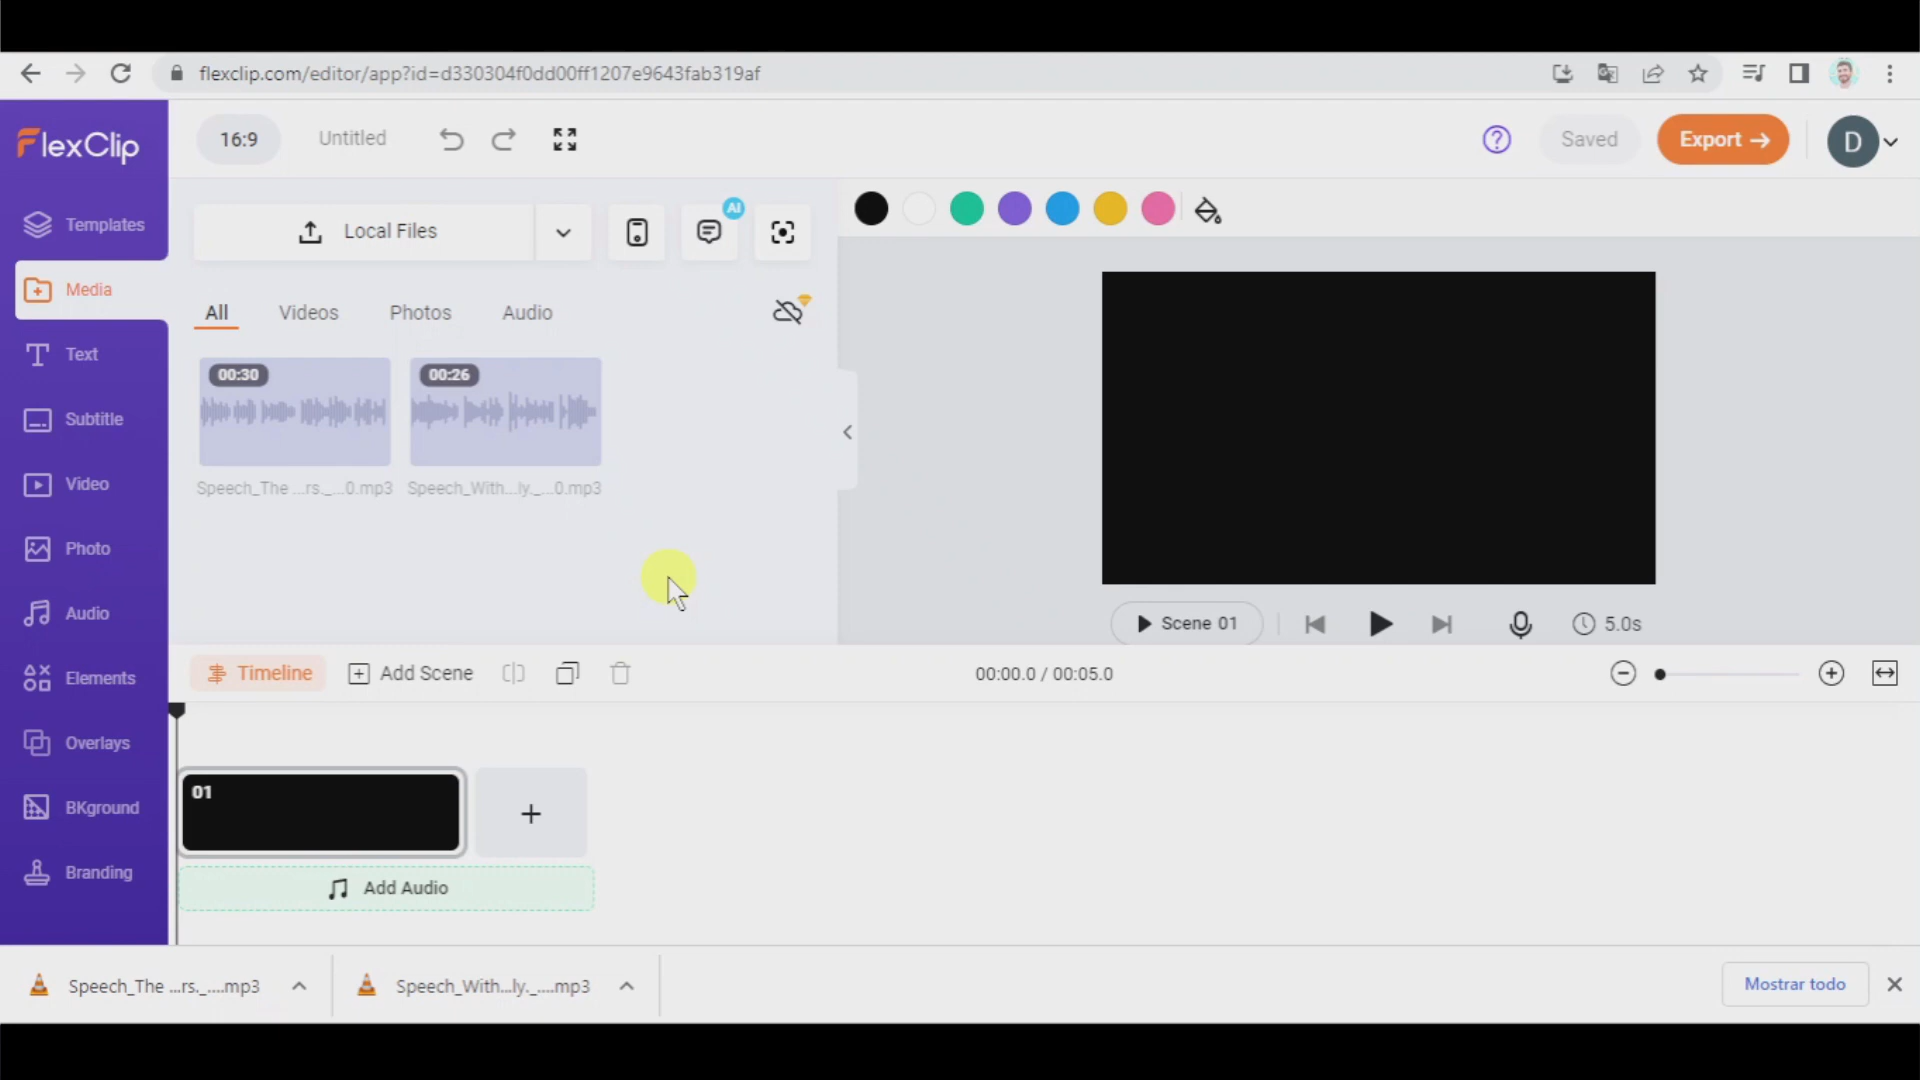 flexclip.com/editor/app?id=d330304f0dd00ff1207e9643fab319af
FlexClip
16:9
Untitled
Saved
Export
D
Templates
Media
Text
Subtitle
Video
Photo
Audio
Elements
Overlays
BKground
Branding
Local Files
AI
All
Videos
Photos
Audio
00:30
00:26
Speech_The ...rs._...0.mp3
Speech_With...ly._...0.mp3
Scene 01
5.0s
Timeline
Add Scene
00:00.0 / 00:05.0
01
+
Add Audio
Speech_The ...rs._....mp3
Speech_With...ly._....mp3
Mostrar todo